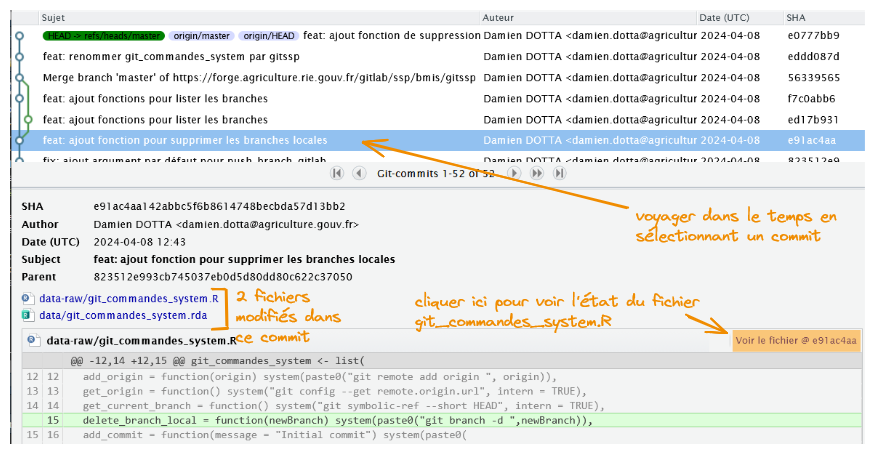 Sujet Auteur Date (UTC) SHA
HEAD -> refs/heads/master origin/master origin/HEAD feat: ajout fonction de suppression Damien DOTTA <damien.dotta@agricultur 2024-04-08 e0777bb9
feat: renommer git_commandes_system par gitssp Damien DOTTA <damien.dotta@agricultur 2024-04-08 eddd087d
Merge branch 'master' of https://forge.agriculture.rie.gouv.fr/gitlab/ssp/bmis/gitssp Damien DOTTA <damien.dotta@agricultur 2024-04-08 56339565
feat: ajout fonctions pour lister les branches Damien DOTTA <damien.dotta@agricultur 2024-04-08 f7c0abb6
feat: ajout fonctions pour lister les branches Damien DOTTA <damien.dotta@agricultur 2024-04-08 ed17b931
feat: ajout fonction pour supprimer les branches locales Damien DOTTA <damien.dotta@agricultur 2024-04-08 e91ac4aa
fix: ajout argument par défaut pour push_branch_gitlab Damien DOTTA <damien.dotta@agricultur 2024-04-08 823512e9
Git-commits 1-52 of 52
voyager dans le temps en
sélectionnant un commit
SHA e91ac4aa142abbc5f6b8614748becbda57d13bb2
Author Damien DOTTA <damien.dotta@agriculture.gouv.fr>
Date (UTC) 2024-04-08 12:43
Subject feat: ajout fonction pour supprimer les branches locales
Parent 823512e993cb745037eb0d5d80dd80c622c37050
data-raw/git_commandes_system.R
data/git_commandes_system.rda
2 fichiers
modifiés dans
ce commit
cliquer ici pour voir l'état du fichier
git_commandes_system.R
data-raw/git_commandes_system.R Voir le fichier @ e91ac4aa
@@ -12,14 +12,15 @@ git_commandes_system <- list(
12 12 add_origin = function(origin) system(paste0("git remote add origin ", origin)),
13 13 get_origin = function() system("git config --get remote.origin.url", intern = TRUE),
14 14 get_current_branch = function() system("git symbolic-ref --short HEAD", intern = TRUE),
15 delete_branch_local = function(newBranch) system(paste0("git branch -d ",newBranch)),
15 16 add_commit = function(message = "Initial commit") system(paste0(